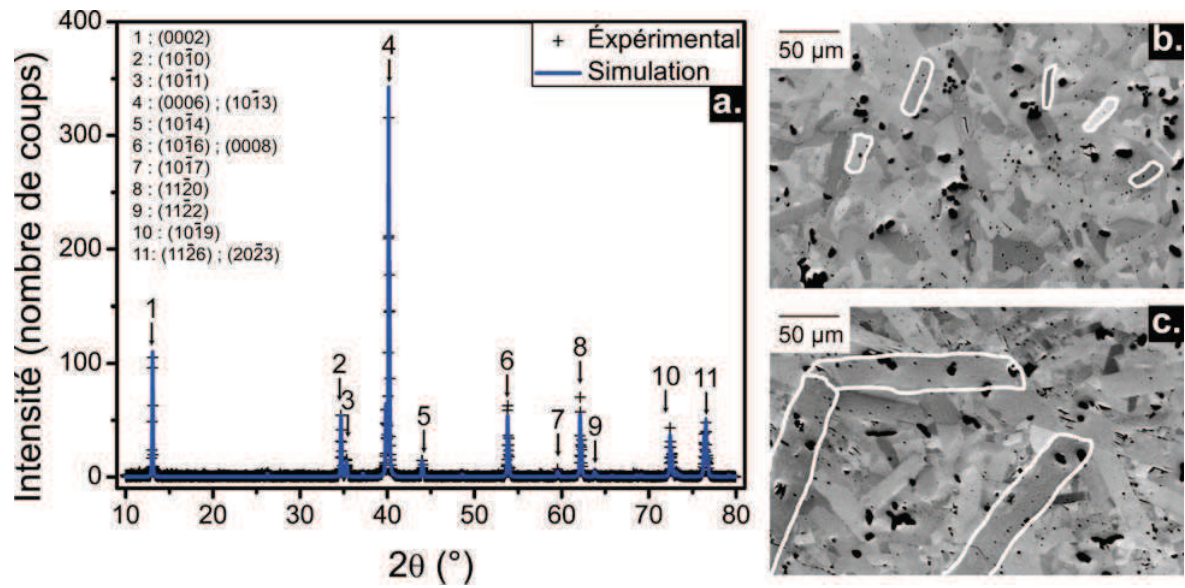 400
300
200
100
0
Intensité (nombre de coups)
1 : (0002)
2 : (101̅0)
3 : (101̅1)
4 : (0006) ; (101̅3)
5 : (101̅4)
6 : (101̅6) ; (0008)
7 : (101̅7)
8 : (112̅0)
9 : (112̅2)
10 : (101̅9)
11: (112̅6) ; (202̅3)
+ Éxpérimental
Simulation
a.
1
2
3
4
5
6
7
8
9
10
11
10 20 30 40 50 60 70 80
2θ (°)
50 µm
b.
50 µm
c.